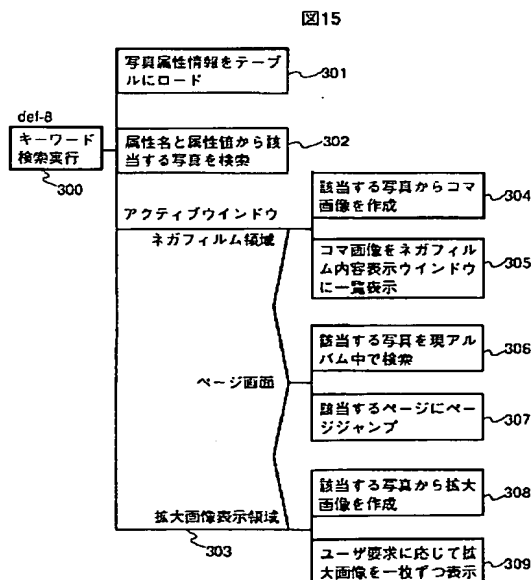 図15
写真属性情報をテーブ
ルにロード
301
def-8
キーワード
検索実行
300
属性名と属性値から該
当する写真を検索
302
アクティブウインドウ
ネガフィルム領域
該当する写真からコマ
画像を作成
304
コマ画像をネガフィル
ム内容表示ウインドウ
に一覧表示
305
ページ画面
該当する写真を現アル
バム中で検索
306
該当するページにペー
ジジャンプ
307
拡大画像表示領域
303
該当する写真から拡大
画像を作成
308
ユーザ要求に応じて拡
大画像を一枚ずつ表示
309